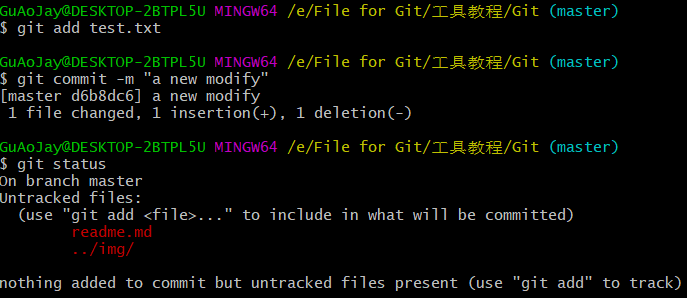 GuAoJay@DESKTOP-2BTPL5U MINGW64 /e/File for Git/工具教程/Git (master)
$ git add test.txt
GuAoJay@DESKTOP-2BTPL5U MINGW64 /e/File for Git/工具教程/Git (master)
$ git commit -m "a new modify"
[master d6b8dc6] a new modify
 1 file changed, 1 insertion(+), 1 deletion(-)
GuAoJay@DESKTOP-2BTPL5U MINGW64 /e/File for Git/工具教程/Git (master)
$ git status
On branch master
Untracked files:
  (use "git add <file>..." to include in what will be committed)
        readme.md
        ../img/
nothing added to commit but untracked files present (use "git add" to track)